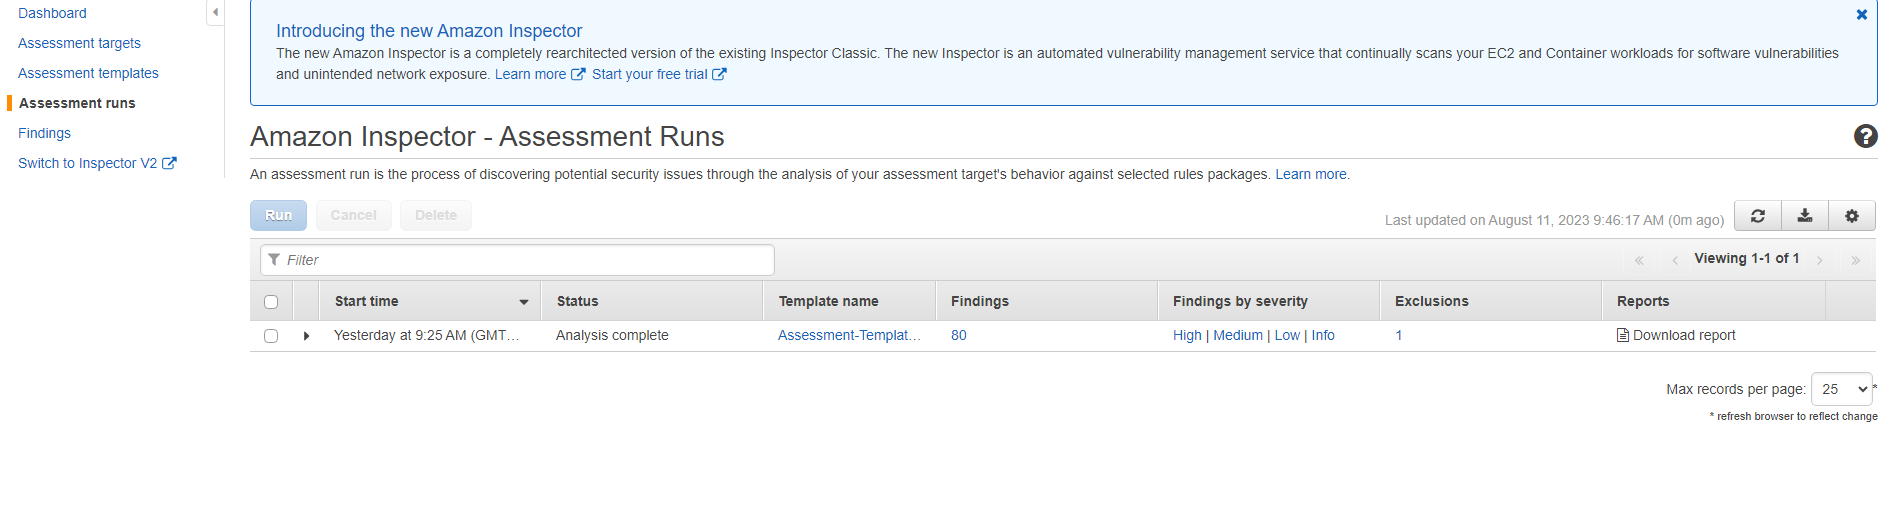 Dashboard
Assessment targets
Assessment templates
Assessment runs
Findings
Switch to Inspector V2
Introducing the new Amazon Inspector
The new Amazon Inspector is a completely rearchitected version of the existing Inspector Classic. The new Inspector is an automated vulnerability management service that continually scans your EC2 and Container workloads for software vulnerabilities
and unintended network exposure. Learn more Start your free trial
Amazon Inspector - Assessment Runs
An assessment run is the process of discovering potential security issues through the analysis of your assessment target's behavior against selected rules packages. Learn more.
Run Cancel Delete
Last updated on August 11, 2023 9:46:17 AM (0m ago)
Filter
« ‹ Viewing 1-1 of 1 › »
Start time Status Template name Findings Findings by severity Exclusions Reports
Yesterday at 9:25 AM (GMT... Analysis complete Assessment-Templat... 80 High | Medium | Low | Info 1 Download report
Max records per page: 25 *
* refresh browser to reflect change